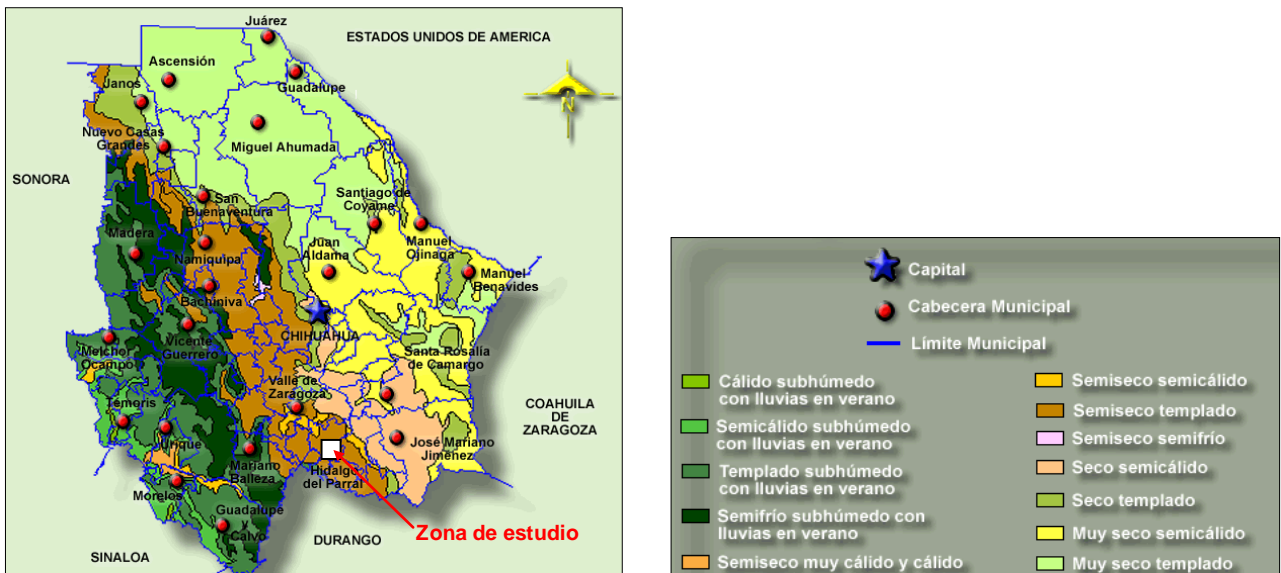 Juárez
ESTADOS UNIDOS DE AMERICA
Ascensión
Janos
Guadalupe
N
Nuevo Casas
Grandes
Miguel Ahumada
SONORA
San
Buenaventura
Santiago de
Coyame
Madera
Namiquipa
Juan
Aldama
Manuel
Ojinaga
Manuel
Benavides
Bachiniva
CHIHUAHUA
Melchor
Ocampo
Vicente
Guerrero
Santa Rosalía
de Camargo
Valle de
Zaragoza
COAHUILA
DE
ZARAGOZA
Témoris
Urique
José Mariano
Jiménez
Mariano
Balleza
Hidalgo
del Parral
Morelos
Guadalupe
y
Calvo
Zona de estudio
DURANGO
SINALOA
Capital
Cabecera Municipal
Límite Municipal
Cálido subhúmedo
con lluvias en verano
Semicálido subhúmedo
con lluvias en verano
Templado subhúmedo
con lluvias en verano
Semifrío subhúmedo con
lluvias en verano
Semiseco muy cálido y cálido
Semiseco semicálido
Semiseco templado
Semiseco semifrío
Seco semicálido
Seco templado
Muy seco semicálido
Muy seco templado